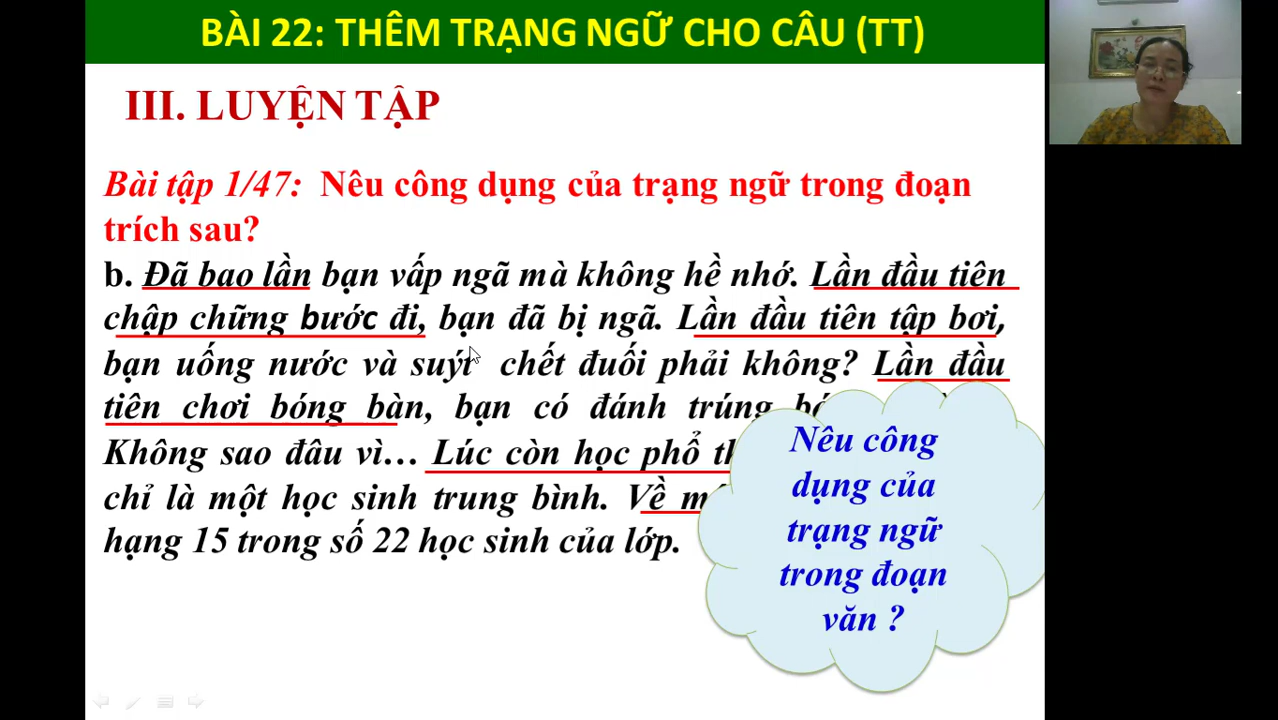 BÀI 22: THÊM TRẠNG NGỮ CHO CÂU (TT)
III. LUYỆN TẬP
Bài tập 1/47: Nêu công dụng của trạng ngữ trong đoạn
trích sau?
b. Đã bao lần bạn vấp ngã mà không hề nhớ. Lần đầu tiên
chập chững bước đi, bạn đã bị ngã. Lần đầu tiên tập bơi,
bạn uống nước và suýt chết đuối phải không? Lần đầu
tiên chơi bóng bàn, bạn có đánh trúng
Không sao đâu vì... Lúc còn học phổ
chỉ là một học sinh trung bình. Về
hạng 15 trong số 22 học sinh của lớp.
Nêu công
dụng của
trạng ngữ
trong đoạn
văn ?